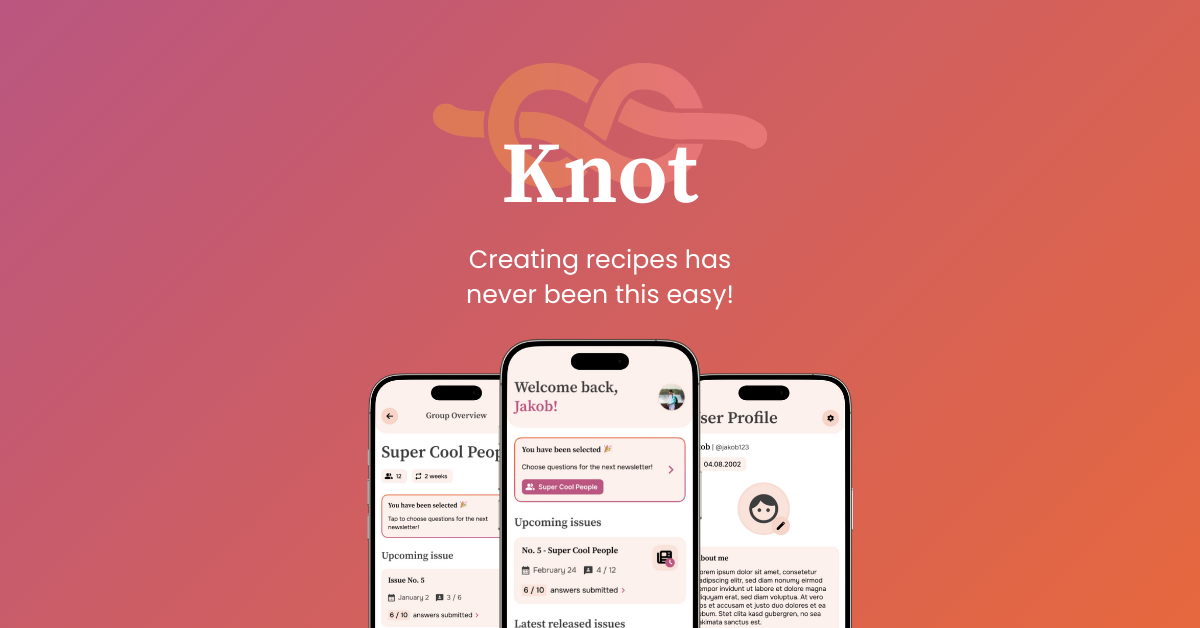 Knot
Creating recipes has
never been this easy!
Group Overview
Super Cool Peop
12
2 weeks
You have been selected 🎉
Tap to choose questions for the next
newsletter!
Upcoming issue
Issue No. 5
January 2
3 / 6
6 / 10 answers submitted >
Welcome back,
Jakob!
You have been selected 🎉
Choose questions for the next newsletter!
Super Cool People
Upcoming issues
No. 5 - Super Cool People
February 24
4 / 12
6 / 10 answers submitted >
Latest released issues
ser Profile
ob | @jakob123
04.08.2002
bout me
orem ipsum dolor sit amet, consetetur
adipscing elitr, sed diam nonumy eirmod
mpor invidunt ut labore et dolore magna
iquyam erat, sed diam voluptua. At vero
os et accusam et justo duo dolores et ea
bum. Stet clita kasd gubergren, no sea
kimata sanctus est.